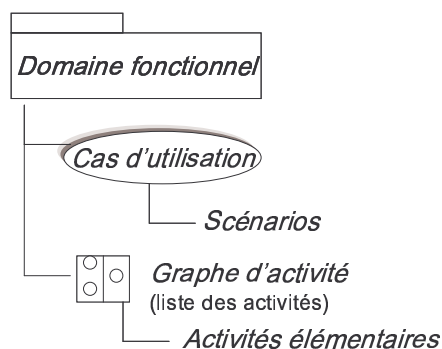 Domaine fonctionnel
Cas d'utilisation
Scénarios
Graphe d'activité
(liste des activités)
Activités élémentaires